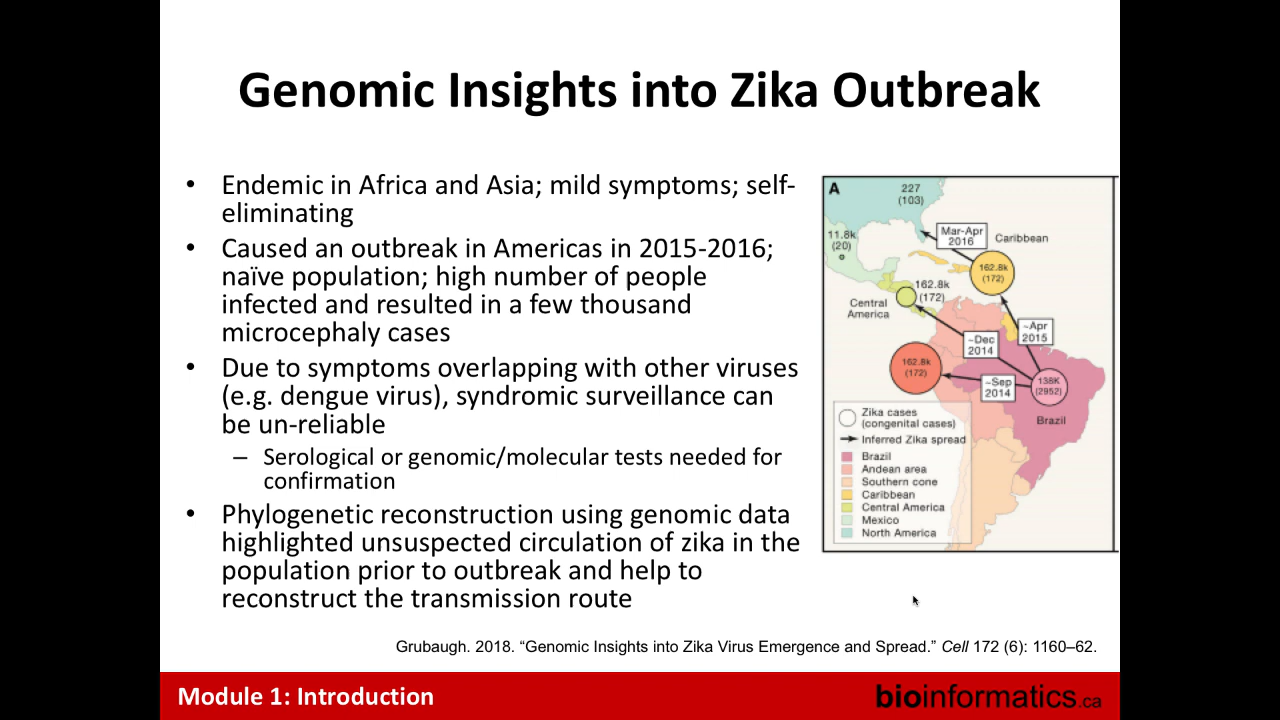 Genomic Insights into Zika Outbreak
• Endemic in Africa and Asia; mild symptoms; self-
eliminating
• Caused an outbreak in Americas in 2015-2016;
naïve population; high number of people
infected and resulted in a few thousand
microcephaly cases
• Due to symptoms overlapping with other viruses
(e.g. dengue virus), syndromic surveillance can
be un-reliable
– Serological or genomic/molecular tests needed for
confirmation
• Phylogenetic reconstruction using genomic data
highlighted unsuspected circulation of zika in the
population prior to outbreak and help to
reconstruct the transmission route
A
227
(103)
11.8k
(20)
Mar-Apr
2016
Caribbean
162.8k
(172)
162.8k
(172)
Central
America
~Apr
2015
~Dec
2014
162.8k
(172)
~Sep
2014
138K
(2952)
Brazil
Zika cases
(congenital cases)
Inferred Zika spread
Brazil
Andean area
Southern cone
Caribbean
Central America
Mexico
North America
Grubaugh. 2018. “Genomic Insights into Zika Virus Emergence and Spread.” Cell 172 (6): 1160–62.
Module 1: Introduction
bioinformatics.ca